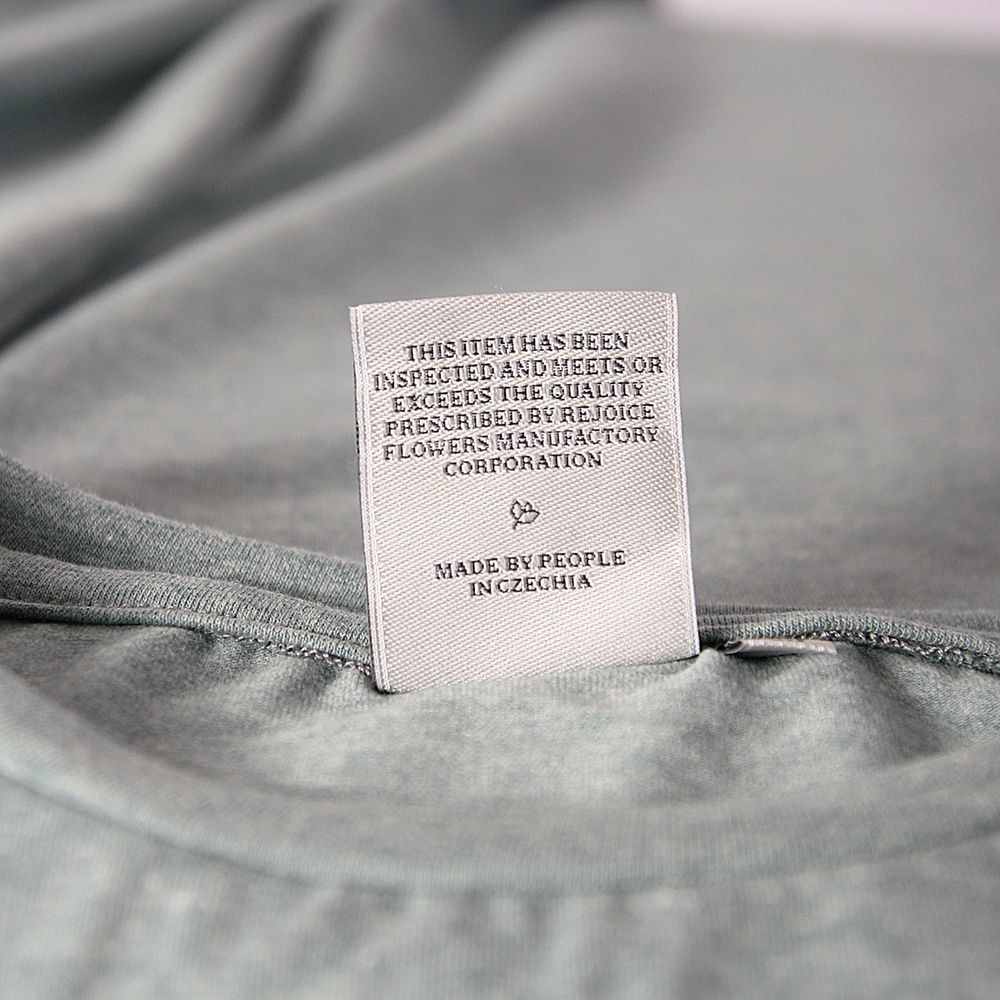 THIS ITEM HAS BEEN
INSPECTED AND MEETS OR
EXCEEDS THE QUALITY
PRESCRIBED BY REJOICE
FLOWERS MANUFACTORY
CORPORATION
MADE BY PEOPLE
IN CZECHIA